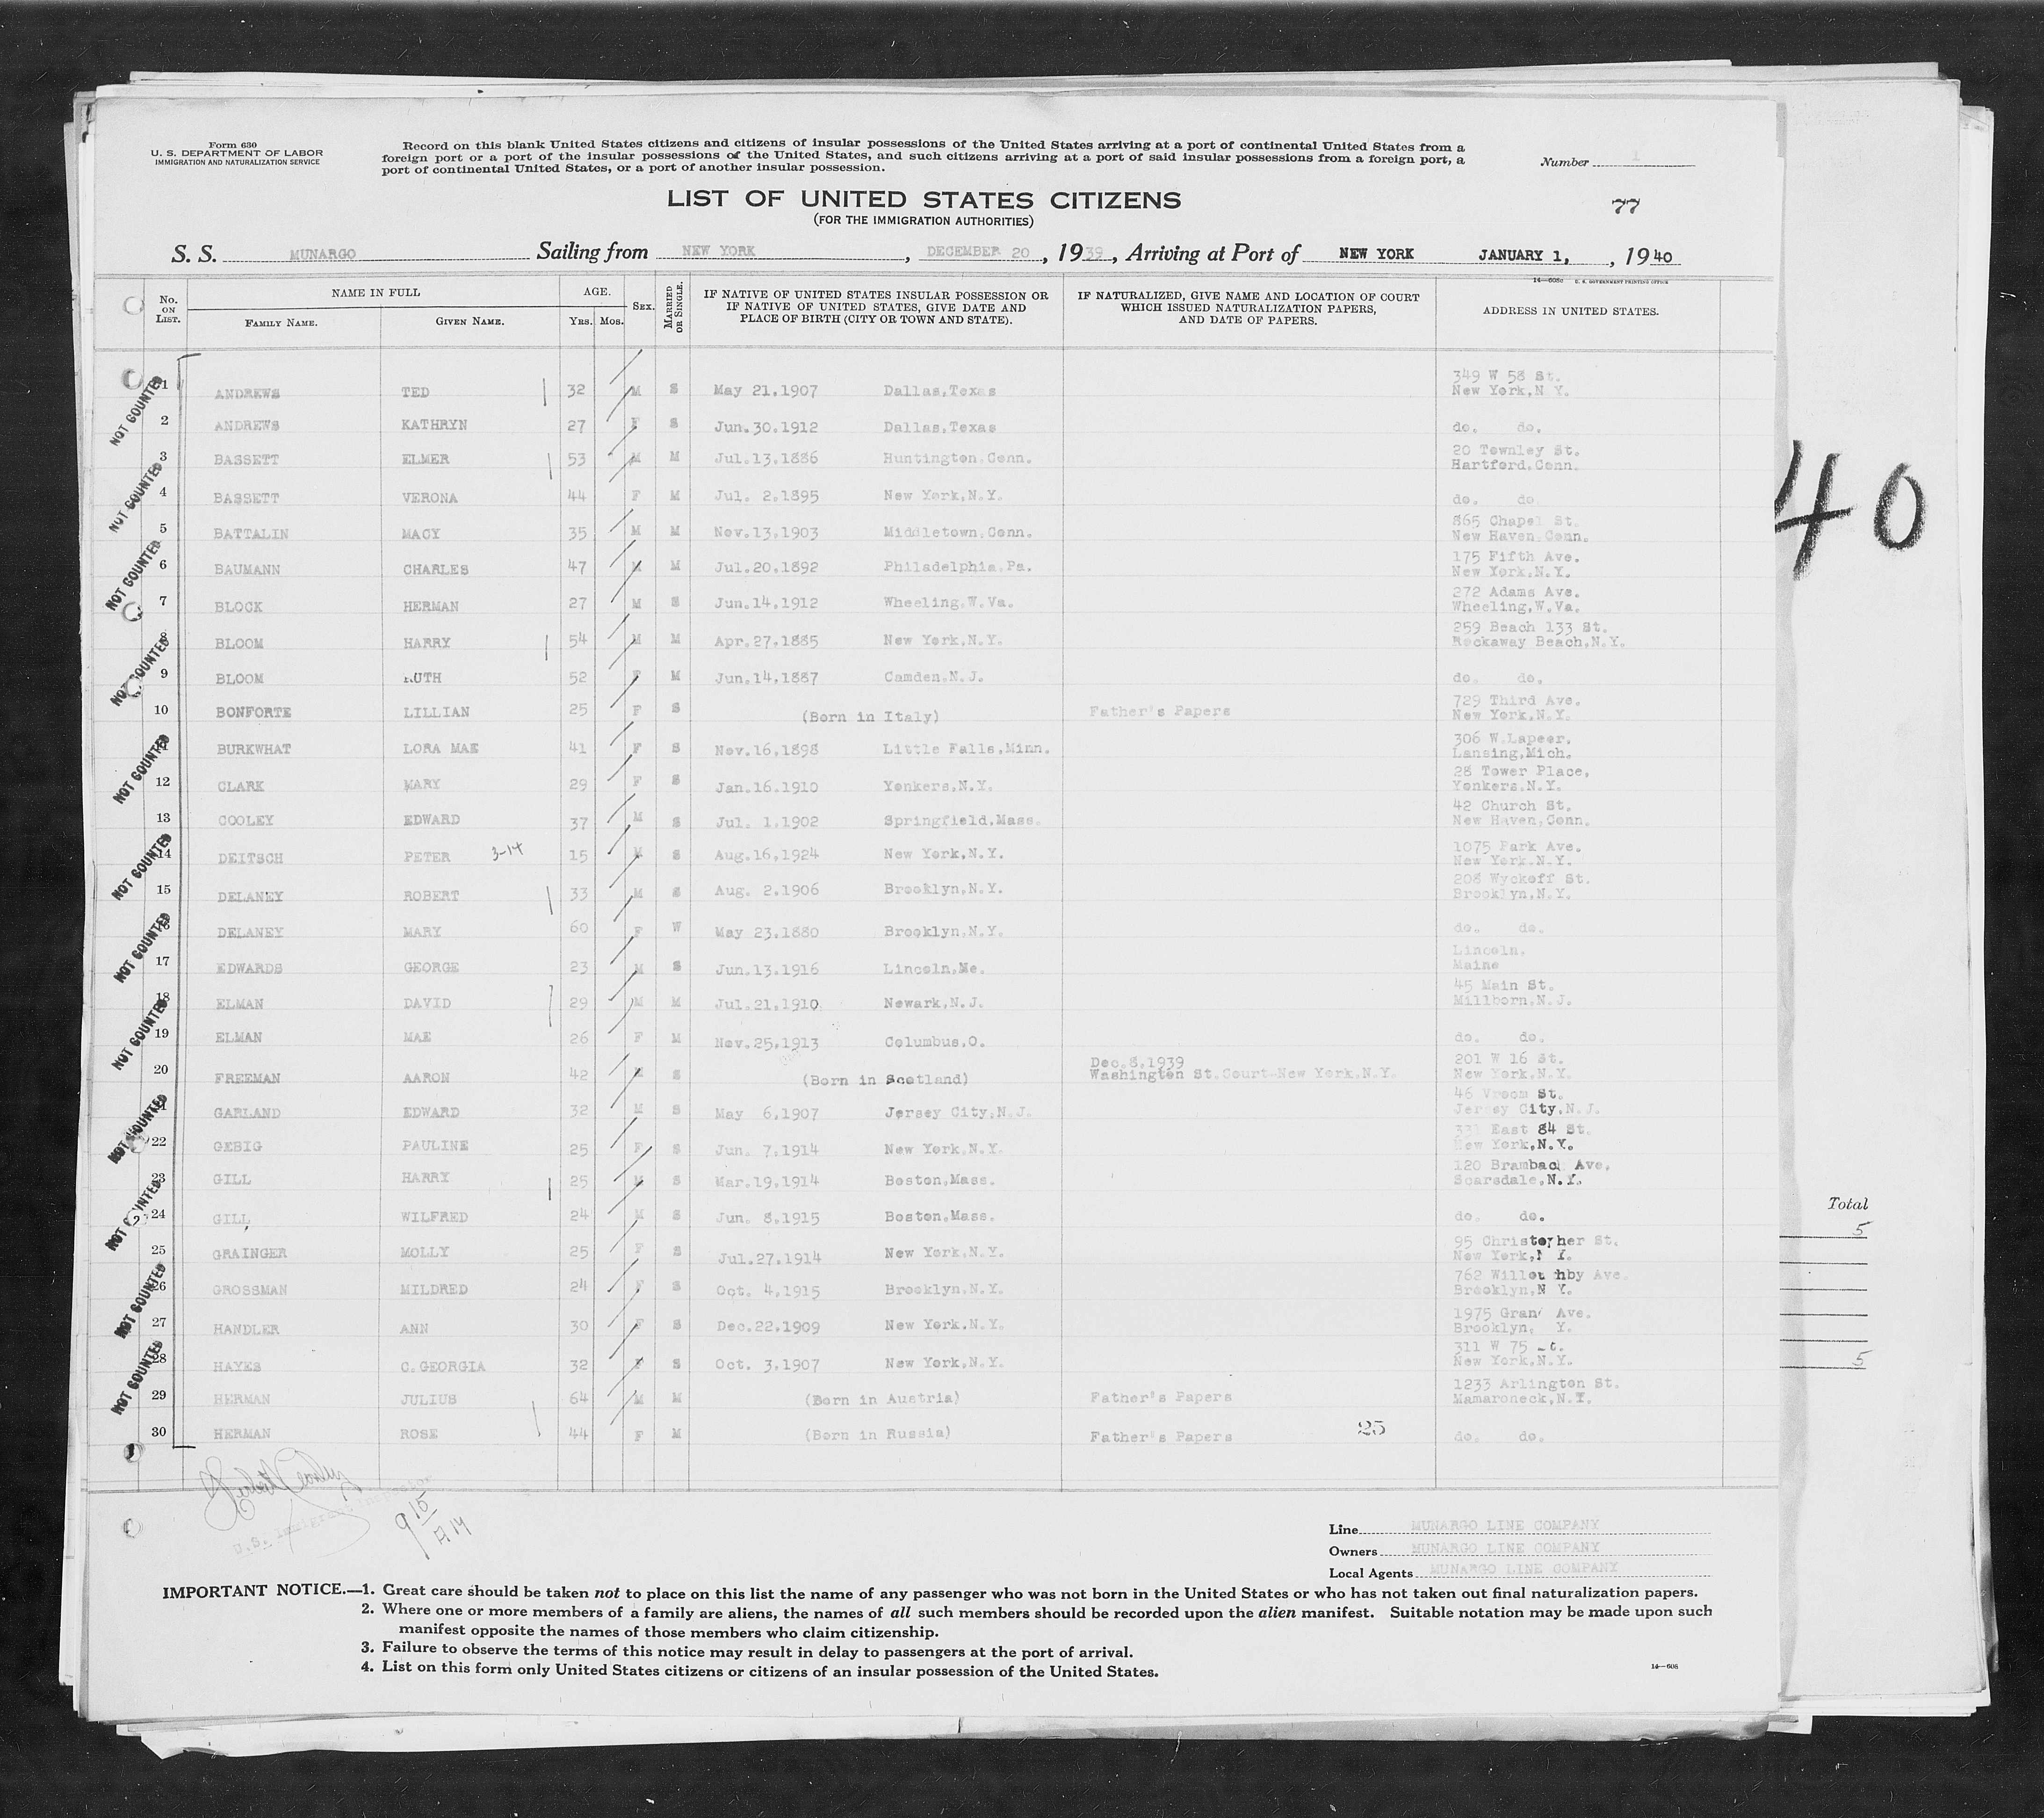 Form 630
U. S. DEPARTMENT OF LABOR
IMMIGRATION AND NATURALIZATION SERVICE
Record on this blank United States citizens and citizens of insular possessions of the United States arriving at a port of continental United States from a
foreign port or a port of the insular possessions of the United States, and such citizens arriving at a port of said insular possessions from a foreign port, a
port of continental United States, or a port of another insular possession.
Number 1
LIST OF UNITED STATES CITIZENS
(FOR THE IMMIGRATION AUTHORITIES)
77
S. S. MUNARGO Sailing from NEW YORK, DECEMBER 20, 1939, Arriving at Port of NEW YORK JANUARY 1, , 1940
14—608c U. S. GOVERNMENT PRINTING OFFICE
No. ON LIST. NAME IN FULL FAMILY NAME. GIVEN NAME. AGE. YRS. MOS. SEX. MARRIED OR SINGLE. IF NATIVE OF UNITED STATES INSULAR POSSESSION OR IF NATIVE OF UNITED STATES, GIVE DATE AND PLACE OF BIRTH (CITY OR TOWN AND STATE). IF NATURALIZED, GIVE NAME AND LOCATION OF COURT WHICH ISSUED NATURALIZATION PAPERS, AND DATE OF PAPERS. ADDRESS IN UNITED STATES.
1 ANDREWS TED 32 M S May 21,1907 Dallas,Texas 349 W 58 St. New York,N.Y.
2 ANDREWS KATHRYN 27 F S Jun.30.1912 Dallas,Texas do. do.
3 BASSETT ELMER 53 M M Jul.13,1886 Huntington,Conn. 20 Townley St. Hartford,Conn.
4 BASSETT VERONA 44 F M Jul. 2,1895 New York,N.Y. do. do.
5 BATTALIN MACY 35 M M Nov.13,1903 Middletown,Conn. 865 Chapel St. New Haven,Conn.
6 BAUMANN CHARLES 47 M M Jul.20,1892 Philadelphia,Pa. 175 Fifth Ave. New York,N.Y.
7 BLOCK HERMAN 27 M S Jun.14,1912 Wheeling,W.Va. 272 Adams Ave. Wheeling,W.Va.
8 BLOOM HARRY 54 M M Apr.27,1885 New York,N.Y. 259 Beach 133 St. Rockaway Beach,N.Y.
9 BLOOM RUTH 52 F M Jun.14,1887 Camden,N.J. do. do.
10 BONFORTE LILLIAN 25 F S (Born in Italy) Father's Papers 729 Third Ave. New York,N.Y.
11 BURKWHAT LORA MAE 41 F S Nov.16,1898 Little Falls,Minn. 306 W.Lapeer. Lansing,Mich.
12 CLARK MARY 29 F S Jan.16.1910 Yonkers,N.Y. 28 Tower Place, Yonkers,N.Y.
13 COOLEY EDWARD 37 M S Jul. 1,1902 Springfield,Mass. 42 Church St. New Haven,Conn.
14 DEITSCH PETER 3-14 15 M S Aug.16,1924 New York,N.Y. 1075 Park Ave. New York,N.Y.
15 DELANEY ROBERT 33 M S Aug. 2.1906 Brooklyn,N.Y. 208 Wyckoff St. Brooklyn,N.Y.
16 DELANEY MARY 60 F W May 23.1880 Brooklyn,N.Y. do. do.
17 EDWARDS GEORGE 23 M S Jun.13.1916 Lincoln,Me. Lincoln, Maine
18 ELMAN DAVID 29 M M Jul.21,1910 Newark,N.J. 45 Main St. Millborn,N.J.
19 ELMAN MAE 26 F M Nov.25,1913 Columbus,O. do. do.
20 FREEMAN AARON 42 M S (Born in Scotland) Dec.8,1939 Washington St.Court-New York,N.Y. 201 W 16 St. New York,N.Y.
21 GARLAND EDWARD 32 M S May 6,1907 Jersey City,N.J. 46 Vroom St. Jersey City,N.J.
22 GEBIG PAULINE 25 F S Jun. 7,1914 New York,N.Y. East 84 St. New York,N.Y.
23 GILL HARRY 25 M S Mar.19,1914 Boston,Mass. 120 Brambach Ave. Scarsdale,N.Y.
24 GILL WILFRED 24 M S Jun. 8,1915 Boston,Mass. do. do.
25 GRAINGER MOLLY 25 F S Jul.27,1914 New York,N.Y. 95 Christopher St. New York,N.Y.
26 GROSSMAN MILDRED 24 F S Oct. 4,1915 Brooklyn,N.Y. 762 Willoughby Ave. Brooklyn,N.Y.
27 HANDLER ANN 30 F S Dec.22,1909 New York,N.Y. 1975 Grand Ave. Brooklyn, Y.
28 HAYES C.GEORGIA 32 F S Oct. 3,1907 New York,N.Y. 311 W 75 St. New York,N.Y.
29 HERMAN JULIUS 64 M M (Born in Austria) Father's Papers 1233 Arlington St. Mamaroneck,N.Y.
30 HERMAN ROSE 44 F M (Born in Russia) Father's Papers 25 do. do.
NOT COUNTED
NOT COUNTED
NOT COUNTED
NOT COUNTED
NOT COUNTED
NOT COUNTED
NOT COUNTED
NOT COUNTED
NOT COUNTED
NOT COUNTED
NOT COUNTED
NOT COUNTED
U.S. Immigrant Inspector
9 15 AM
Line MUNARGO LINE COMPANY
Owners MUNARGO LINE COMPANY
Local Agents MUNARGO LINE COMPANY
IMPORTANT NOTICE.—1. Great care should be taken not to place on this list the name of any passenger who was not born in the United States or who has not taken out final naturalization papers.
2. Where one or more members of a family are aliens, the names of all such members should be recorded upon the alien manifest. Suitable notation may be made upon such
manifest opposite the names of those members who claim citizenship.
3. Failure to observe the terms of this notice may result in delay to passengers at the port of arrival.
4. List on this form only United States citizens or citizens of an insular possession of the United States.
14—608
40
Total
5
5